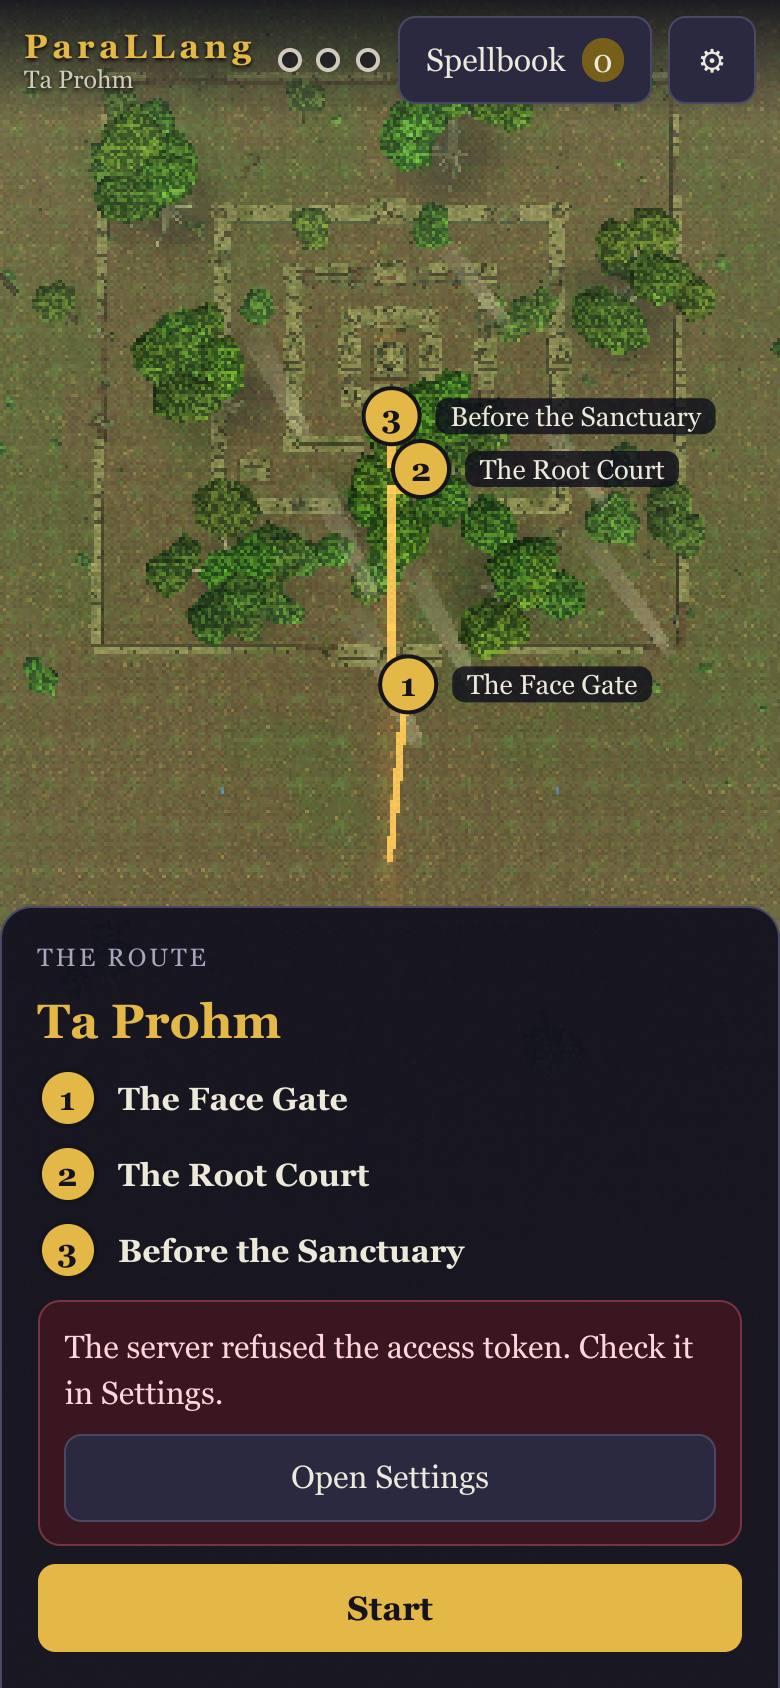 ParaLLang
Ta Prohm
Spellbook 0
3 Before the Sanctuary
2 The Root Court
1 The Face Gate
THE ROUTE
Ta Prohm
1 The Face Gate
2 The Root Court
3 Before the Sanctuary
The server refused the access token. Check it
in Settings.
Open Settings
Start